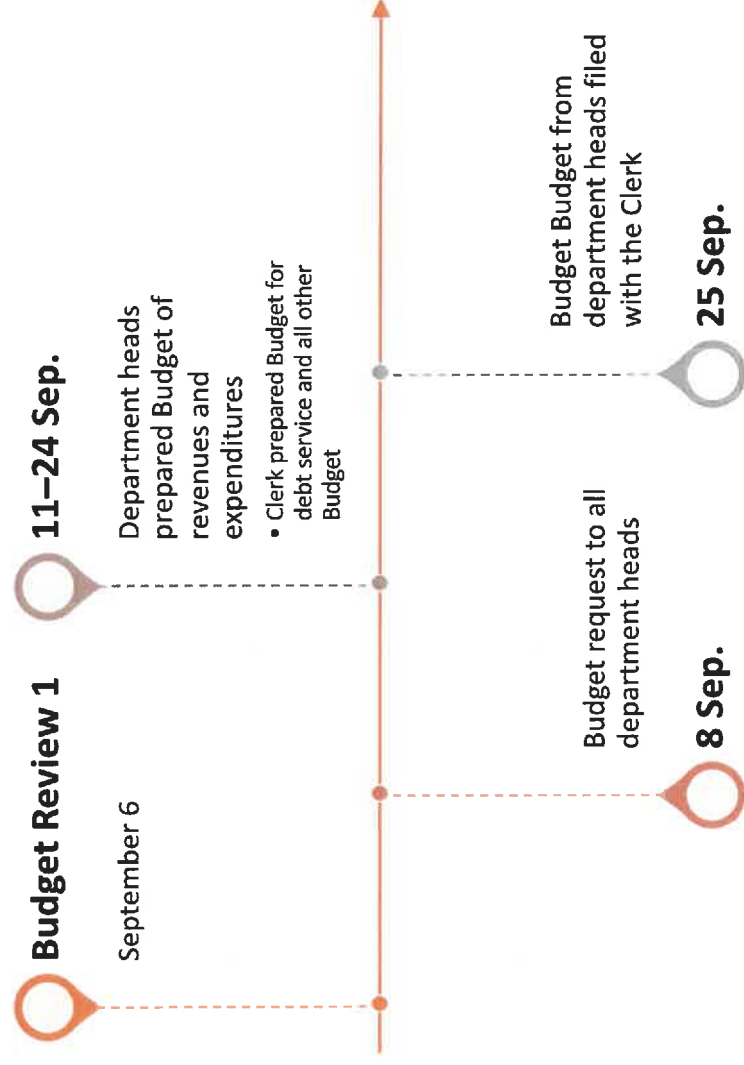 Budget Review 1
September 6
8 Sep.
Budget request to all
department heads
11–24 Sep.
Department heads
prepared Budget of
revenues and
expenditures
• Clerk prepared Budget for
debt service and all other
Budget
25 Sep.
Budget Budget from
department heads filed
with the Clerk